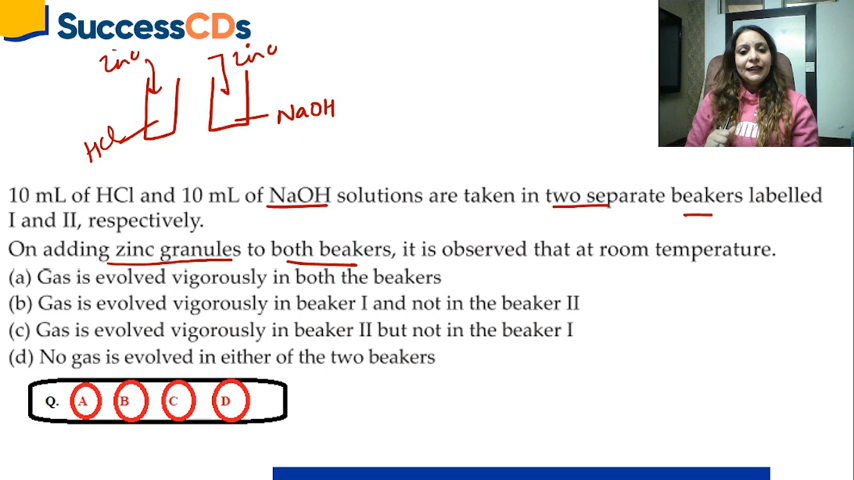 SuccessCDs
zinc zinc
HCl NaOH
10 mL of HCl and 10 mL of NaOH solutions are taken in two separate beakers labelled
I and II, respectively.
On adding zinc granules to both beakers, it is observed that at room temperature.
(a) Gas is evolved vigorously in both the beakers
(b) Gas is evolved vigorously in beaker I and not in the beaker II
(c) Gas is evolved vigorously in beaker II but not in the beaker I
(d) No gas is evolved in either of the two beakers
Q. A B C D